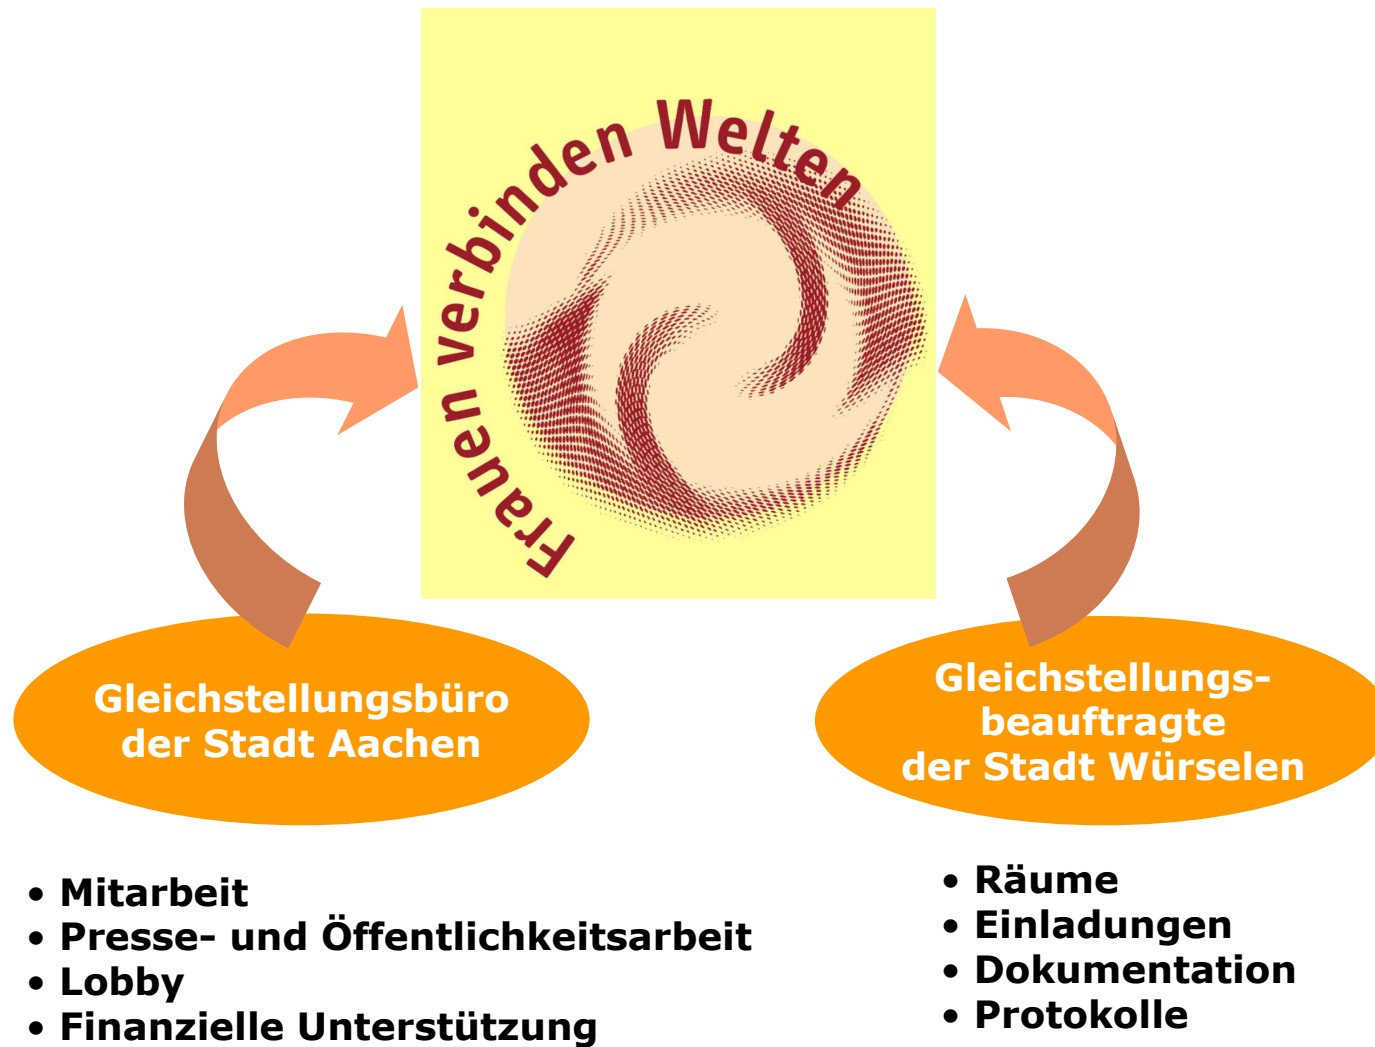 Frauen verbinden Welten
Gleichstellungsbüro
der Stadt Aachen
• Mitarbeit
• Presse- und Öffentlichkeitsarbeit
• Lobby
• Finanzielle Unterstützung
Gleichstellungs-
beauftragte
der Stadt Würselen
• Räume
• Einladungen
• Dokumentation
• Protokolle